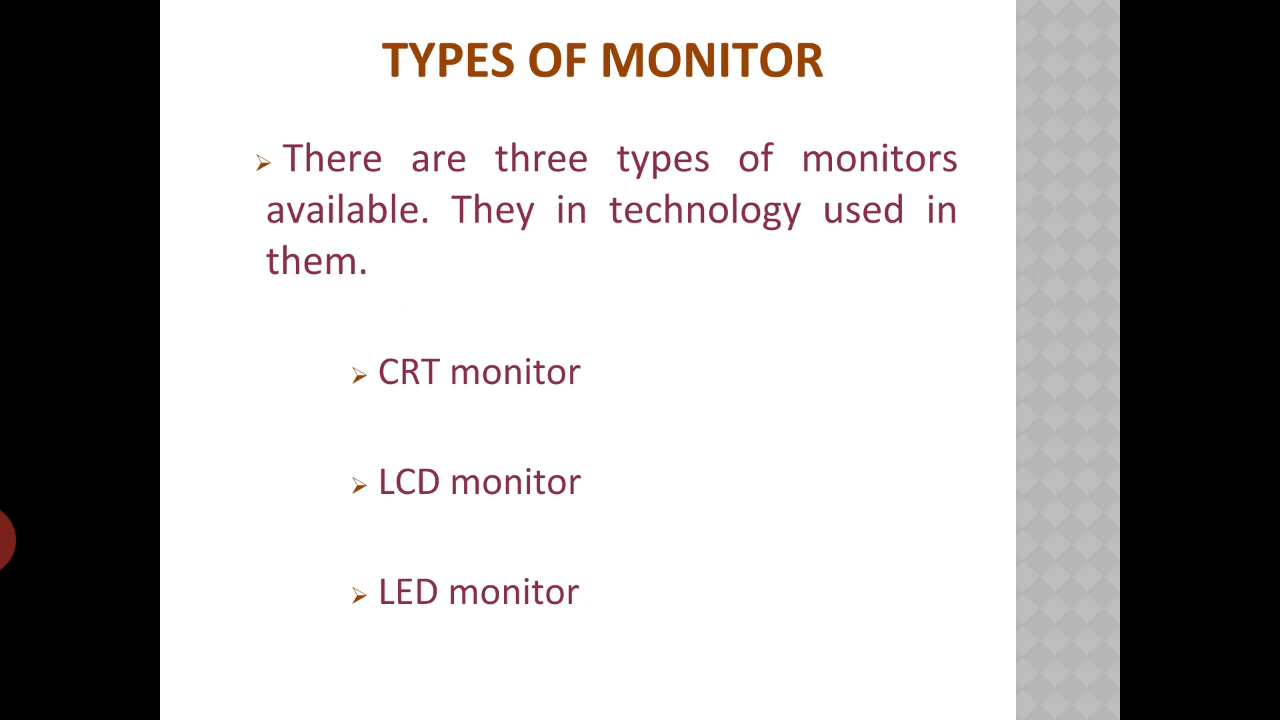 TYPES OF MONITOR
There are three types of monitors
available. They in technology used in
them.
CRT monitor
LCD monitor
LED monitor